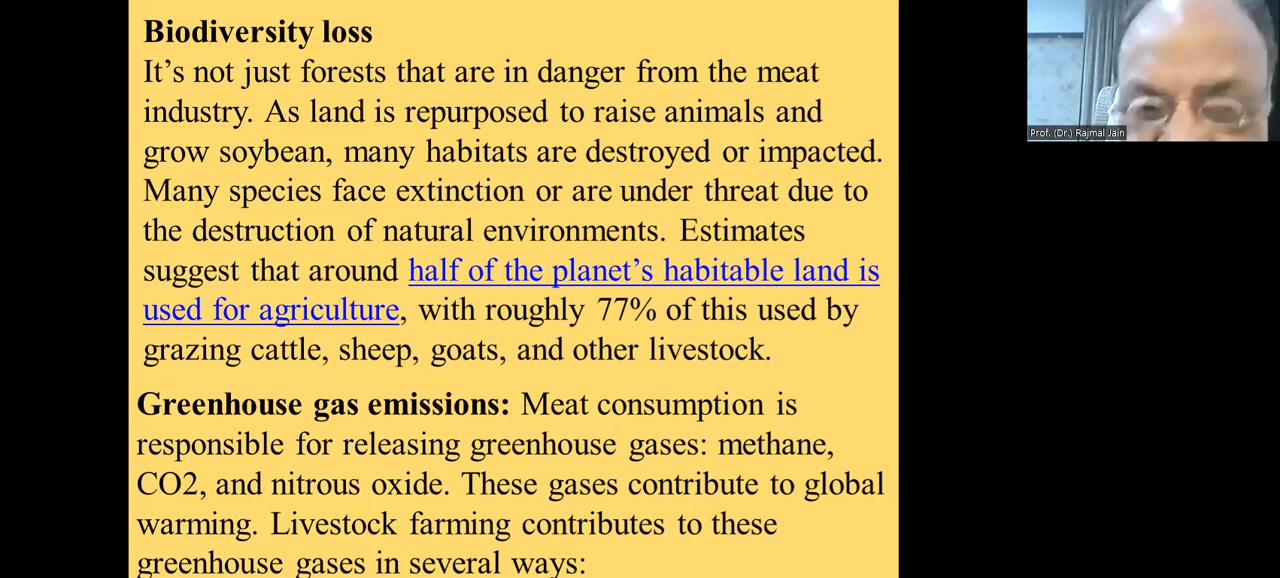 Biodiversity loss
It’s not just forests that are in danger from the meat
industry. As land is repurposed to raise animals and
grow soybean, many habitats are destroyed or impacted.
Many species face extinction or are under threat due to
the destruction of natural environments. Estimates
suggest that around half of the planet’s habitable land is
used for agriculture, with roughly 77% of this used by
grazing cattle, sheep, goats, and other livestock.
Greenhouse gas emissions: Meat consumption is
responsible for releasing greenhouse gases: methane,
CO2, and nitrous oxide. These gases contribute to global
warming. Livestock farming contributes to these
greenhouse gases in several ways:
Prof. (Dr.) Rajmal Jain